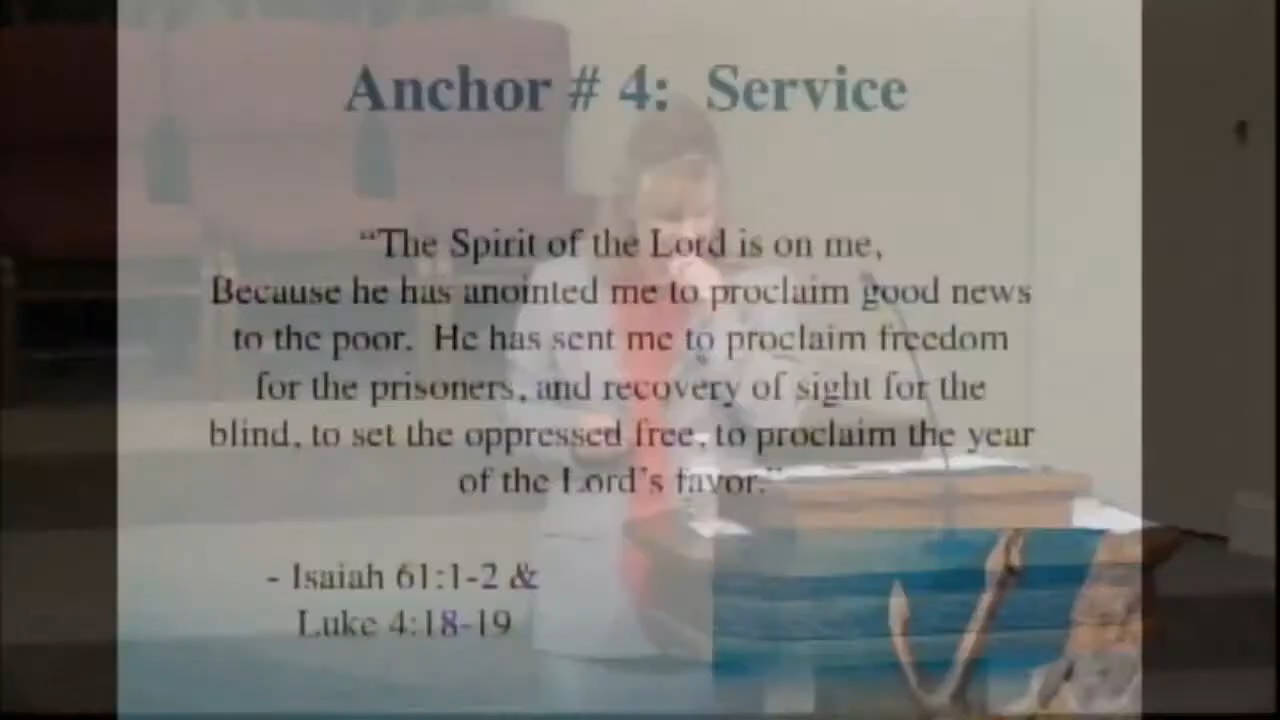 Anchor # 4: Service
“The Spirit of the Lord is on me,
Because he has anointed me to proclaim good news
to the poor. He has sent me to proclaim freedom
for the prisoners, and recovery of sight for the
blind, to set the oppressed free, to proclaim the year
of the Lord’s favor.”
- Isaiah 61:1-2 &
Luke 4:18-19